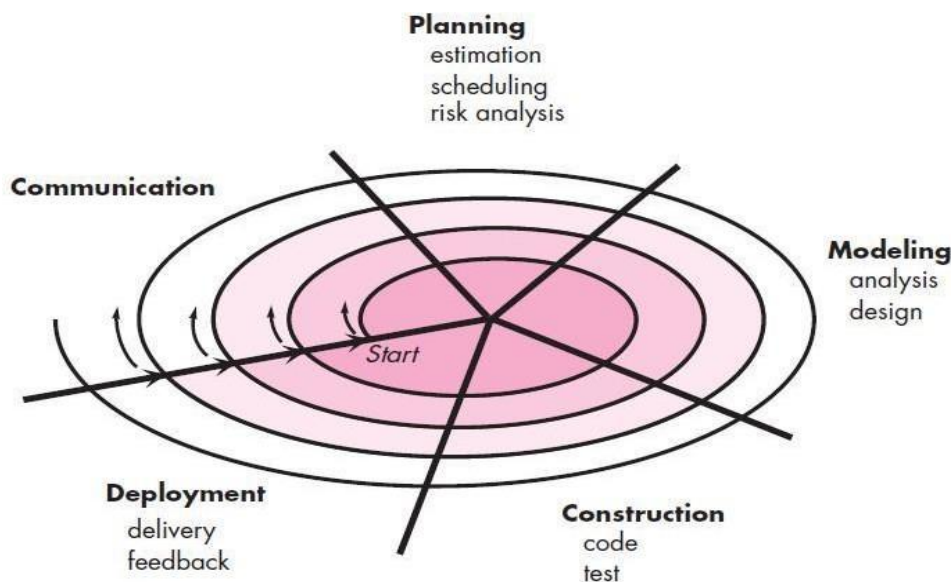 Planning
estimation
scheduling
risk analysis
Communication
Modeling
analysis
design
Start
Deployment
delivery
feedback
Construction
code
test